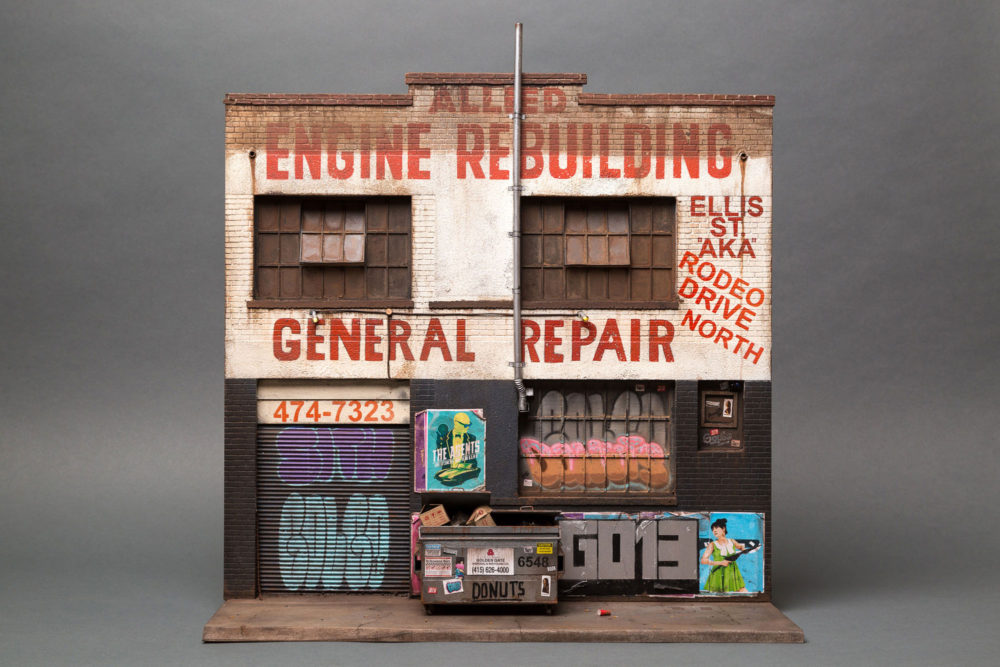 ALLIED
ENGINE REBUILDING
ELLIS
ST.
"AKA"
RODEO
DRIVE
NORTH
GENERAL REPAIR
474-7323
THE AGENTS
GOLDEN GATE
(415) 626-4000
6548
DONUTS
GO13